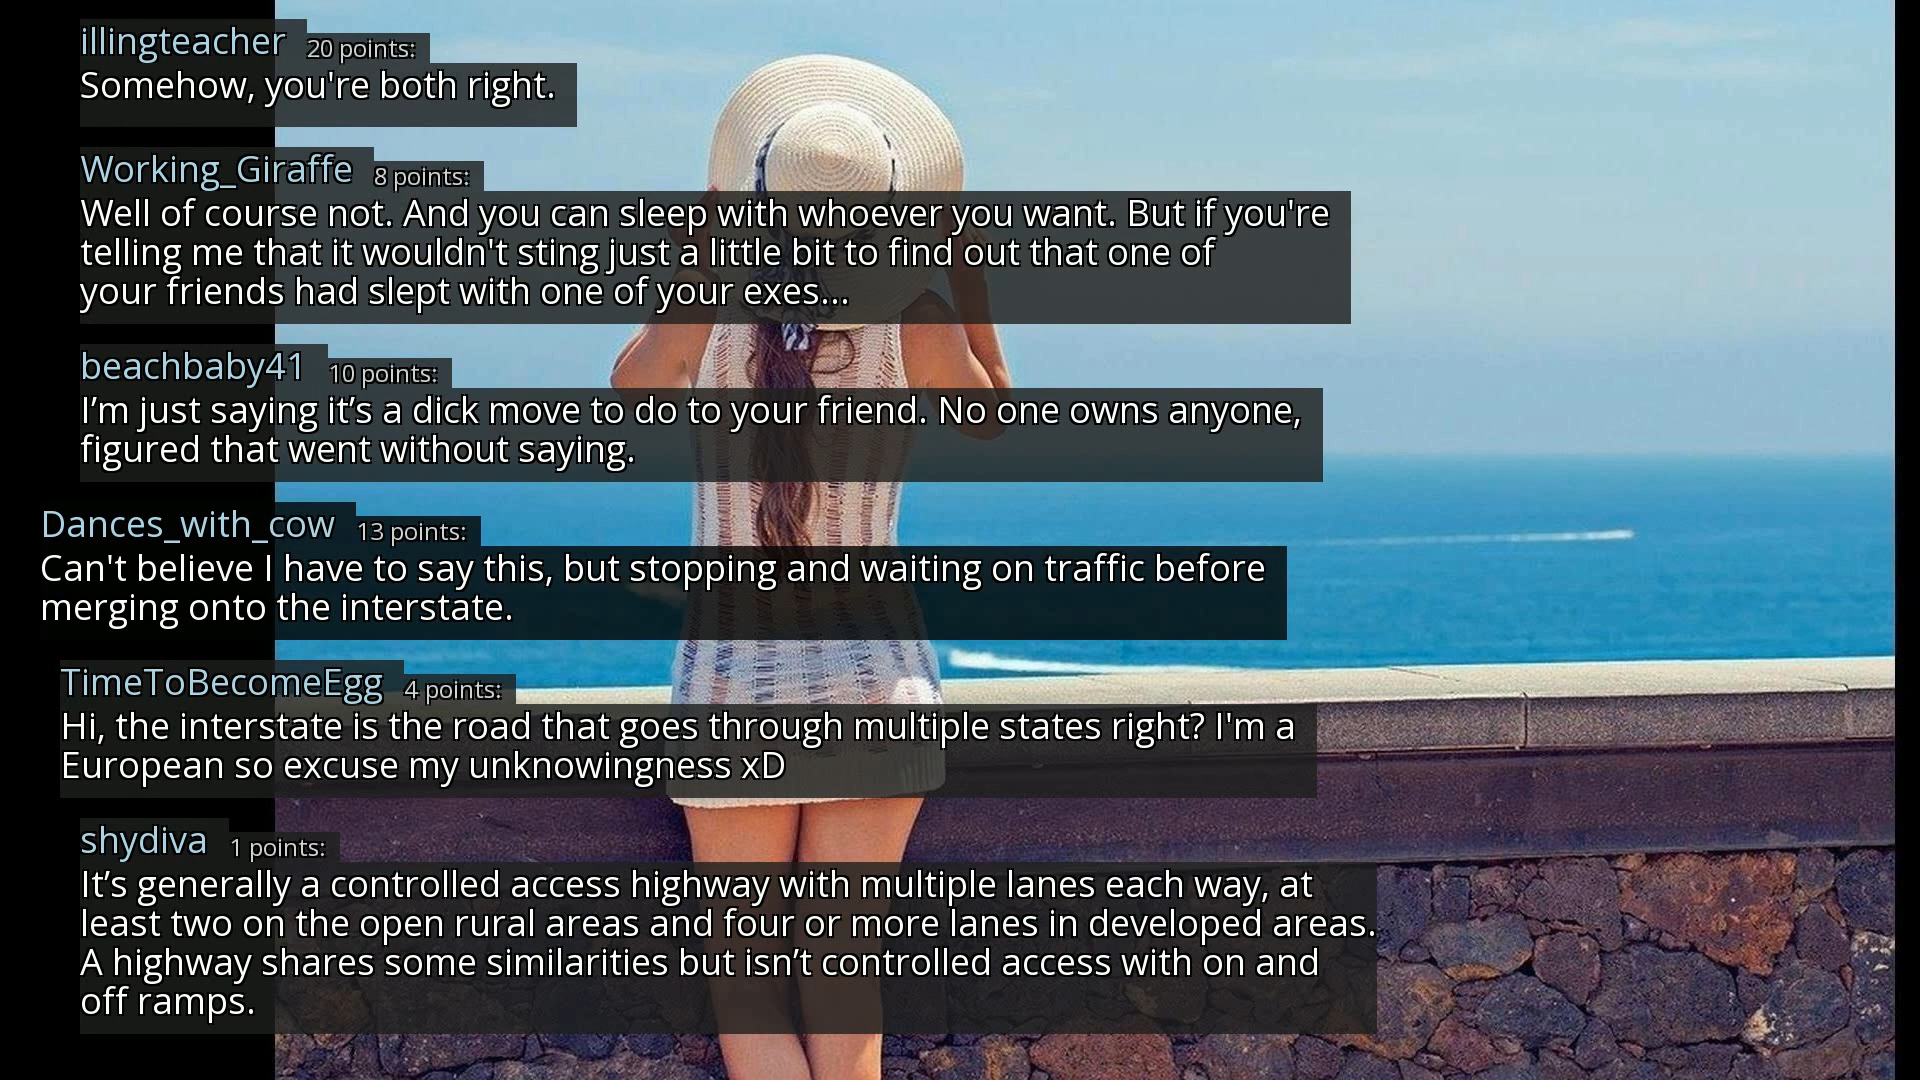 illingteacher 20 points:
Somehow, you're both right.
Working_Giraffe 8 points:
Well of course not. And you can sleep with whoever you want. But if you're
telling me that it wouldn't sting just a little bit to find out that one of
your friends had slept with one of your exes...
beachbaby41 10 points:
I’m just saying it’s a dick move to do to your friend. No one owns anyone,
figured that went without saying.
Dances_with_cow 13 points:
Can't believe I have to say this, but stopping and waiting on traffic before
merging onto the interstate.
TimeToBecomeEgg 4 points:
Hi, the interstate is the road that goes through multiple states right? I'm a
European so excuse my unknowingness xD
shydiva 1 points:
It’s generally a controlled access highway with multiple lanes each way, at
least two on the open rural areas and four or more lanes in developed areas.
A highway shares some similarities but isn’t controlled access with on and
off ramps.